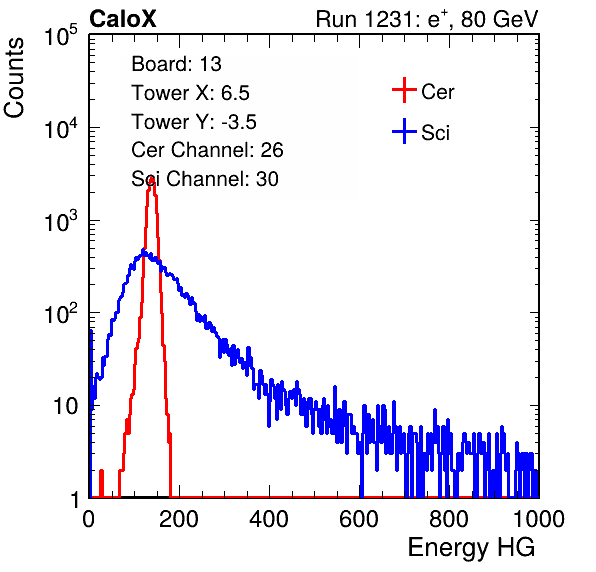 CaloX Run 1231: e⁺, 80 GeV
Counts
10⁵
10⁴
10³
10²
10
1
Board: 13
Tower X: 6.5
Tower Y: -3.5
Cer Channel: 26
Sci Channel: 30
Cer
Sci
0 200 400 600 800 1000
Energy HG